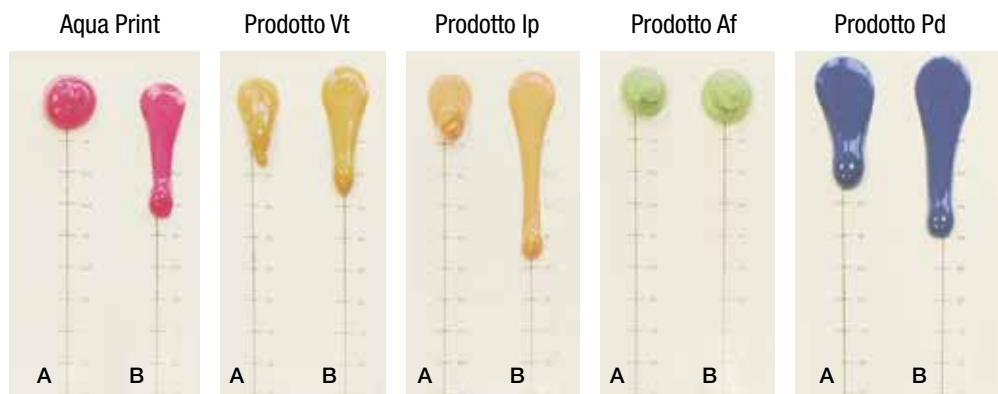 Aqua Print
Prodotto Vt
Prodotto Ip
Prodotto Af
Prodotto Pd
A B
A B
A B
A B
A B